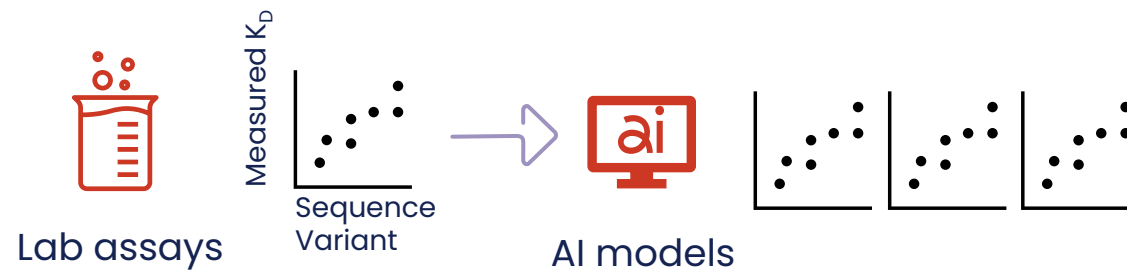 Measured K_D
Sequence
Variant
Lab assays
ai
AI models